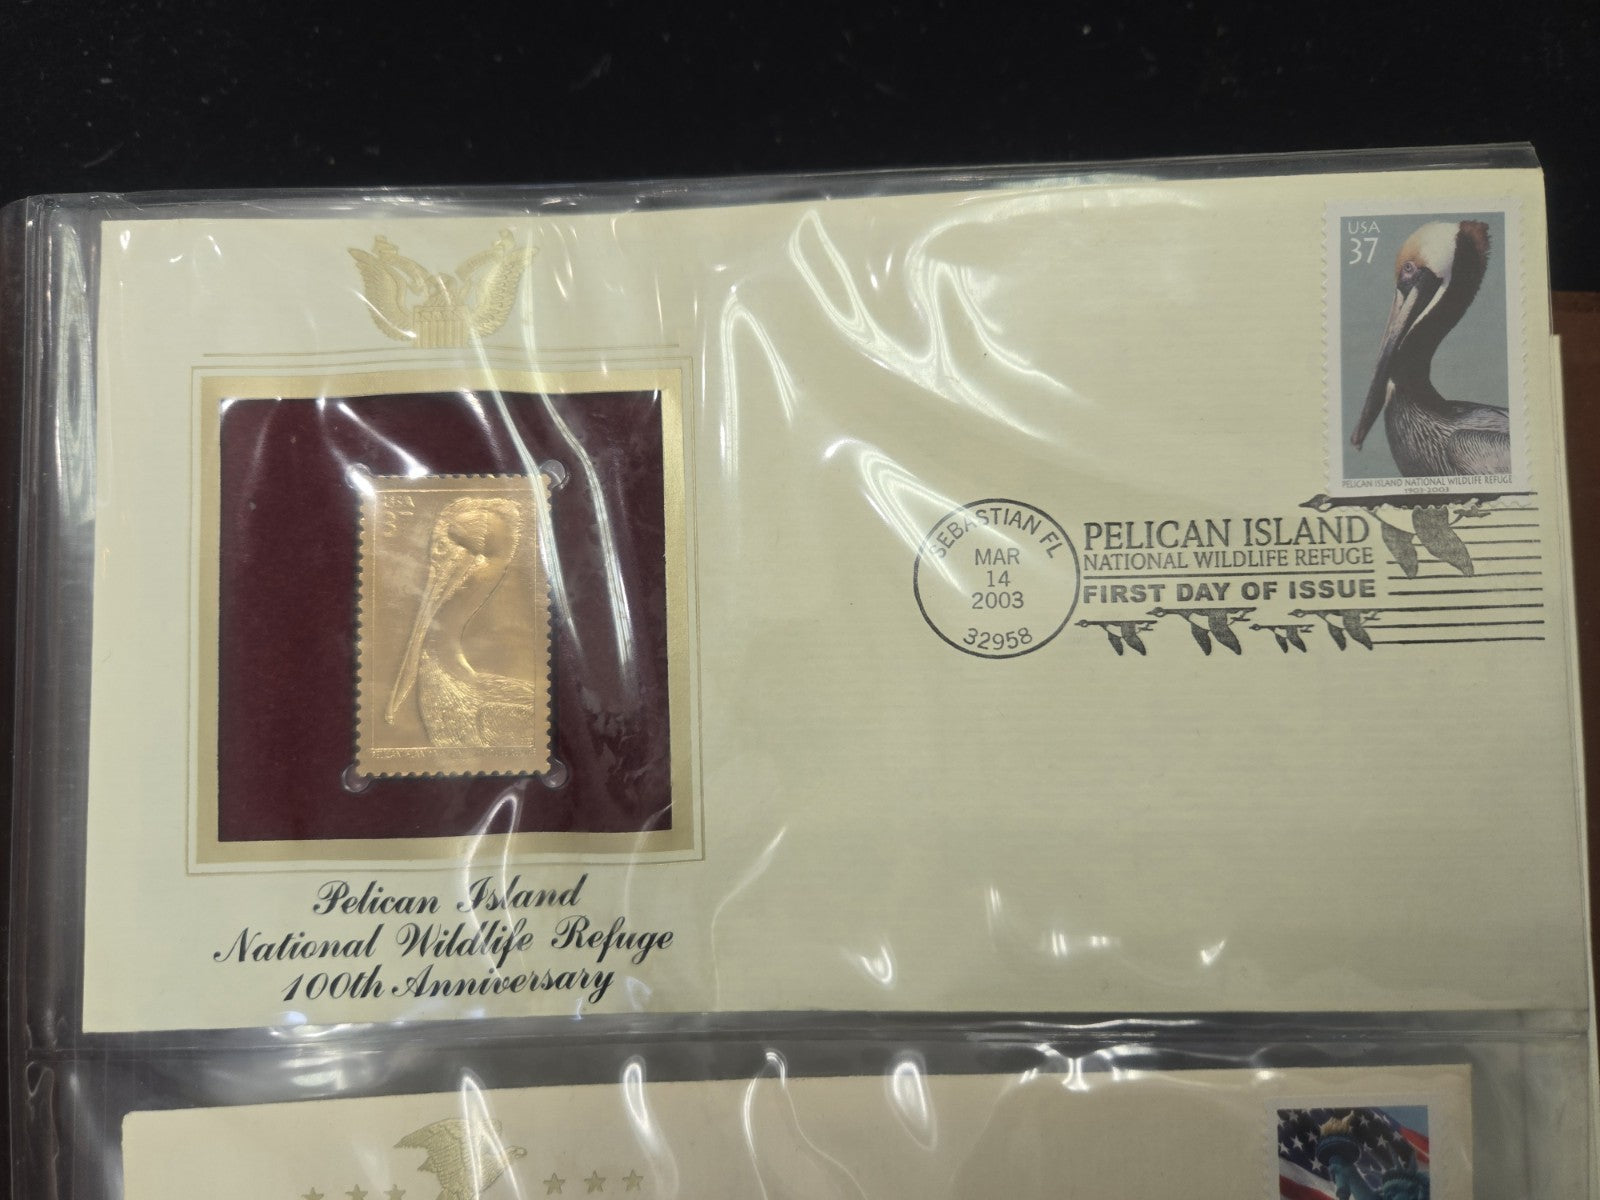 USA
37
PELICAN ISLAND NATIONAL WILDLIFE REFUGE
1903-2003
SEBASTIAN FL
MAR
14
2003
32958
PELICAN ISLAND
NATIONAL WILDLIFE REFUGE
FIRST DAY OF ISSUE
Pelican Island
National Wildlife Refuge
100th Anniversary